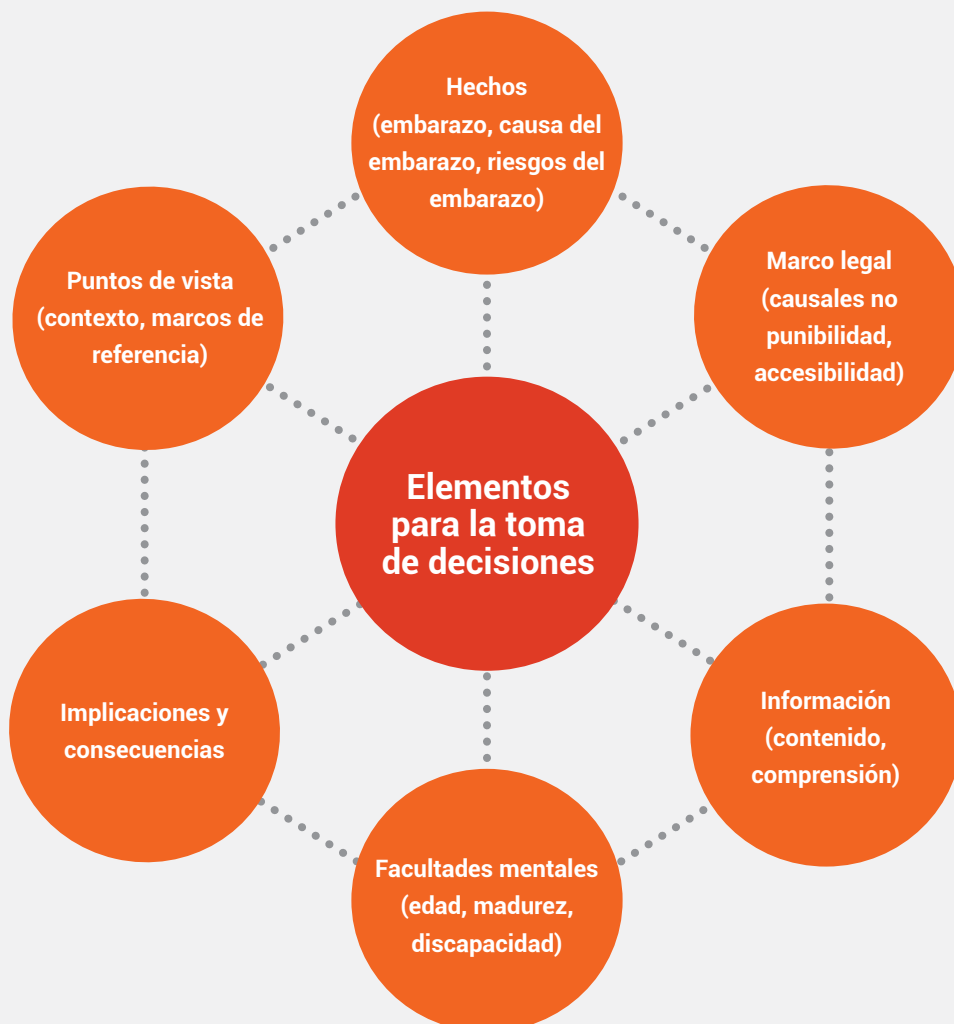 Hechos
(embarazo, causa del
embarazo, riesgos del
embarazo)
Puntos de vista
(contexto, marcos de
referencia)
Marco legal
(causales no
punibilidad,
accesibilidad)
Elementos
para la toma
de decisiones
Implicaciones y
consecuencias
Información
(contenido,
comprensión)
Facultades mentales
(edad, madurez,
discapacidad)